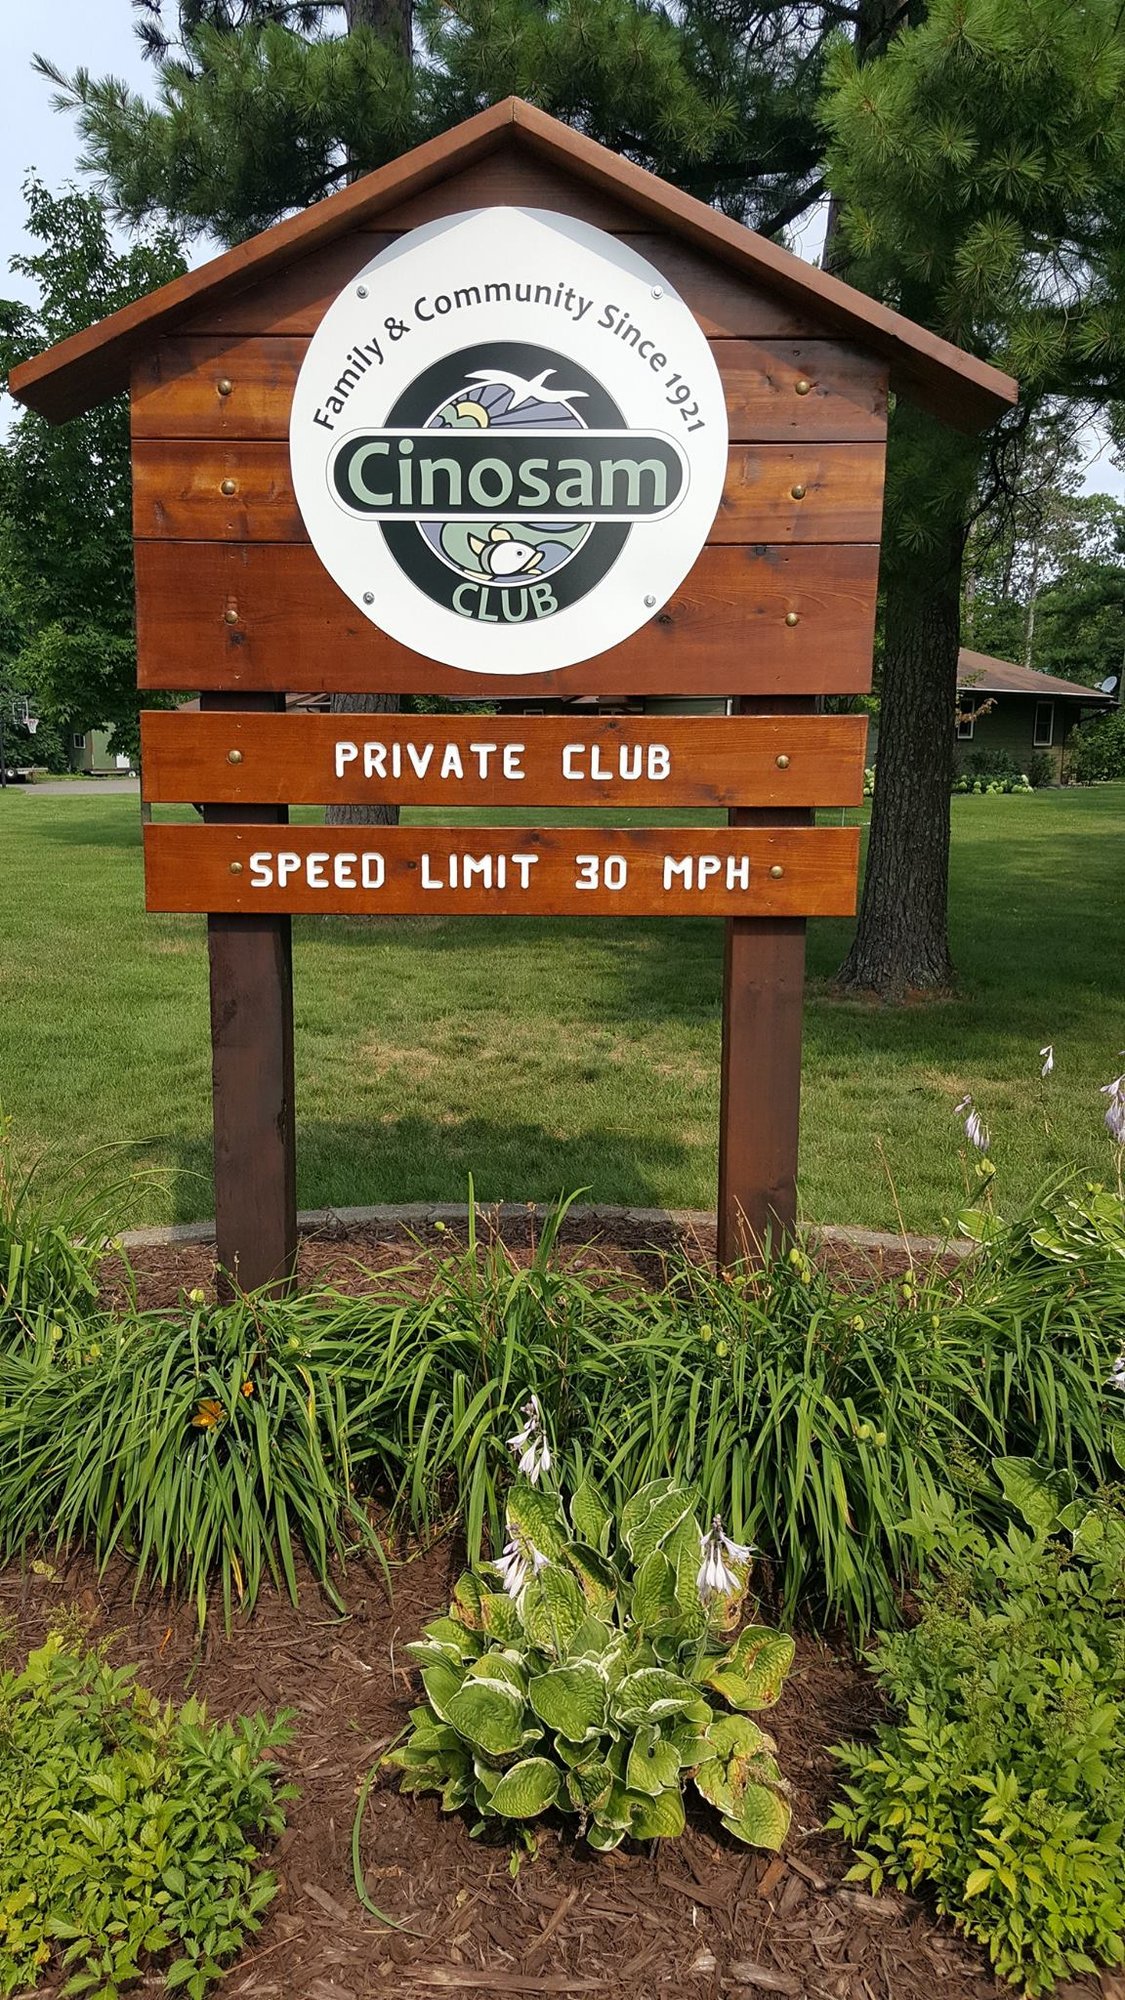 Family & Community Since 1921
Cinosam
CLUB
PRIVATE CLUB
SPEED LIMIT 30 MPH